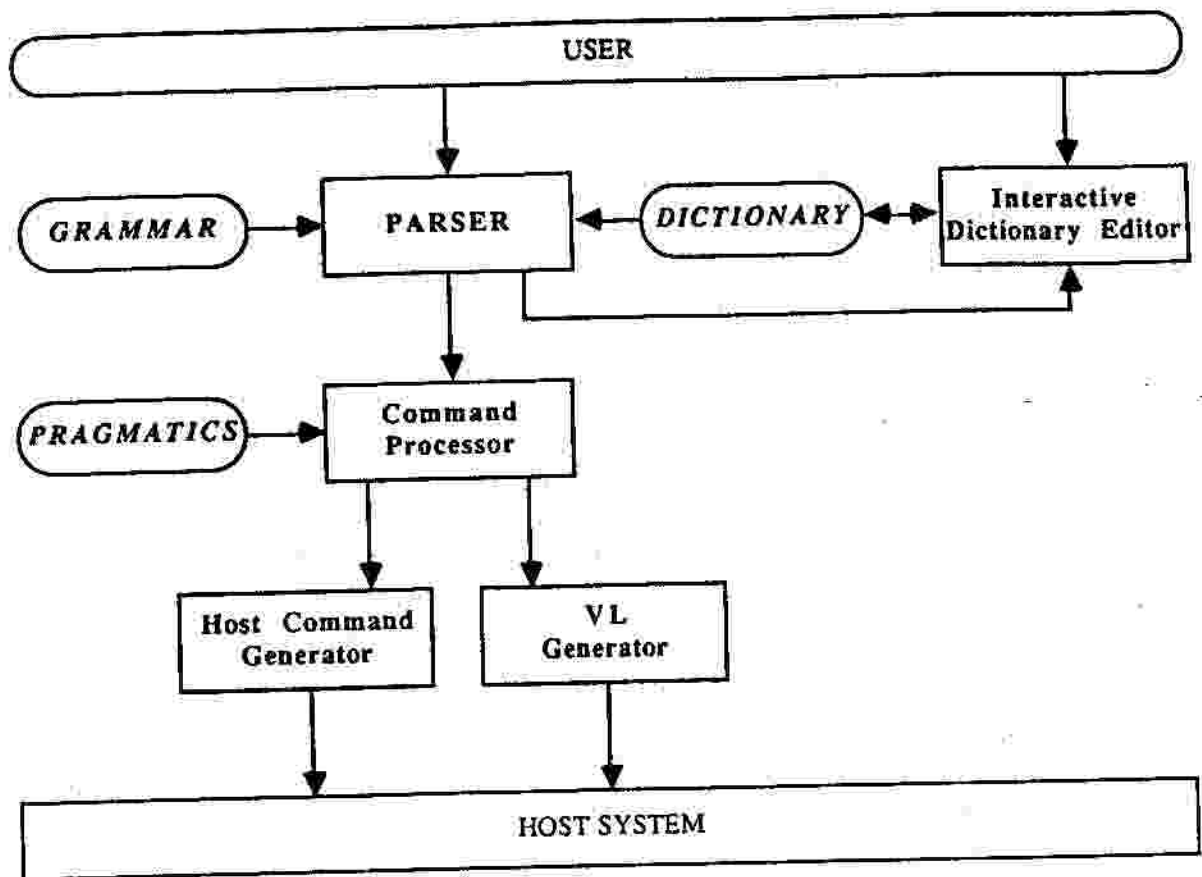 USER
GRAMMAR
PARSER
DICTIONARY
Interactive
Dictionary Editor
PRAGMATICS
Command
Processor
Host Command
Generator
VL
Generator
HOST SYSTEM